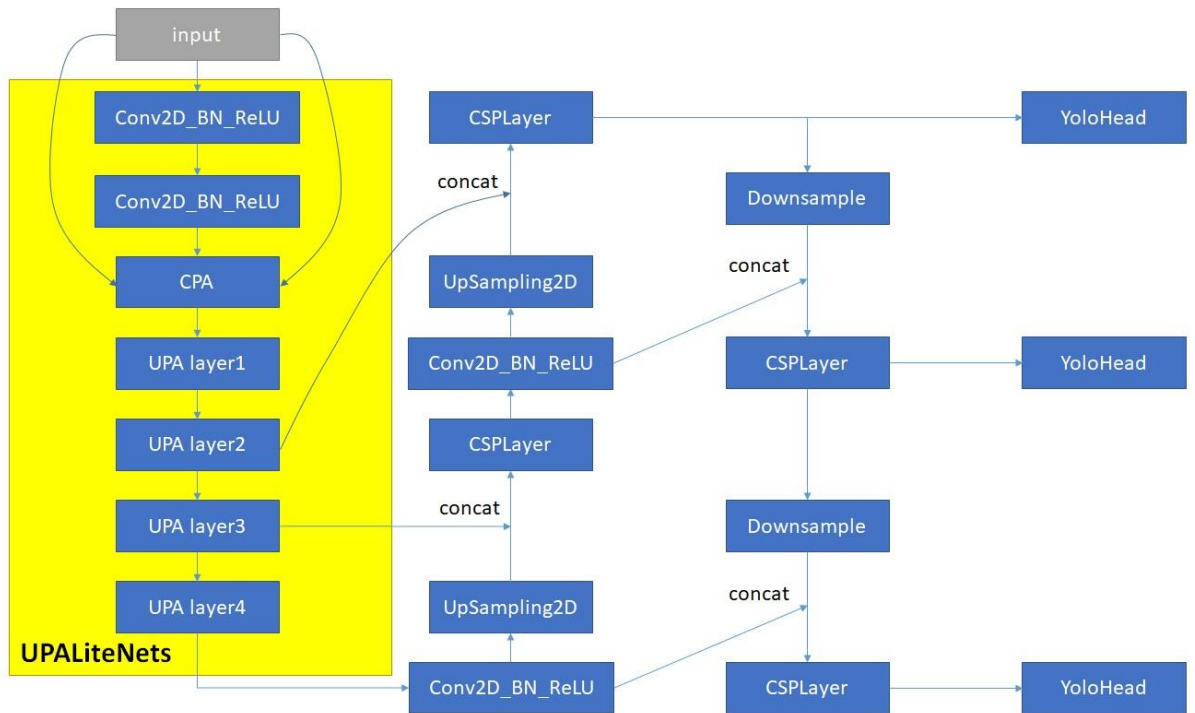 input
Conv2D_BN_ReLU
Conv2D_BN_ReLU
CPA
UPA layer1
UPA layer2
UPA layer3
UPA layer4
UPALiteNets
CSPLayer
concat
UpSampling2D
Conv2D_BN_ReLU
CSPLayer
concat
UpSampling2D
Conv2D_BN_ReLU
Downsample
concat
CSPLayer
Downsample
concat
CSPLayer
YoloHead
YoloHead
YoloHead